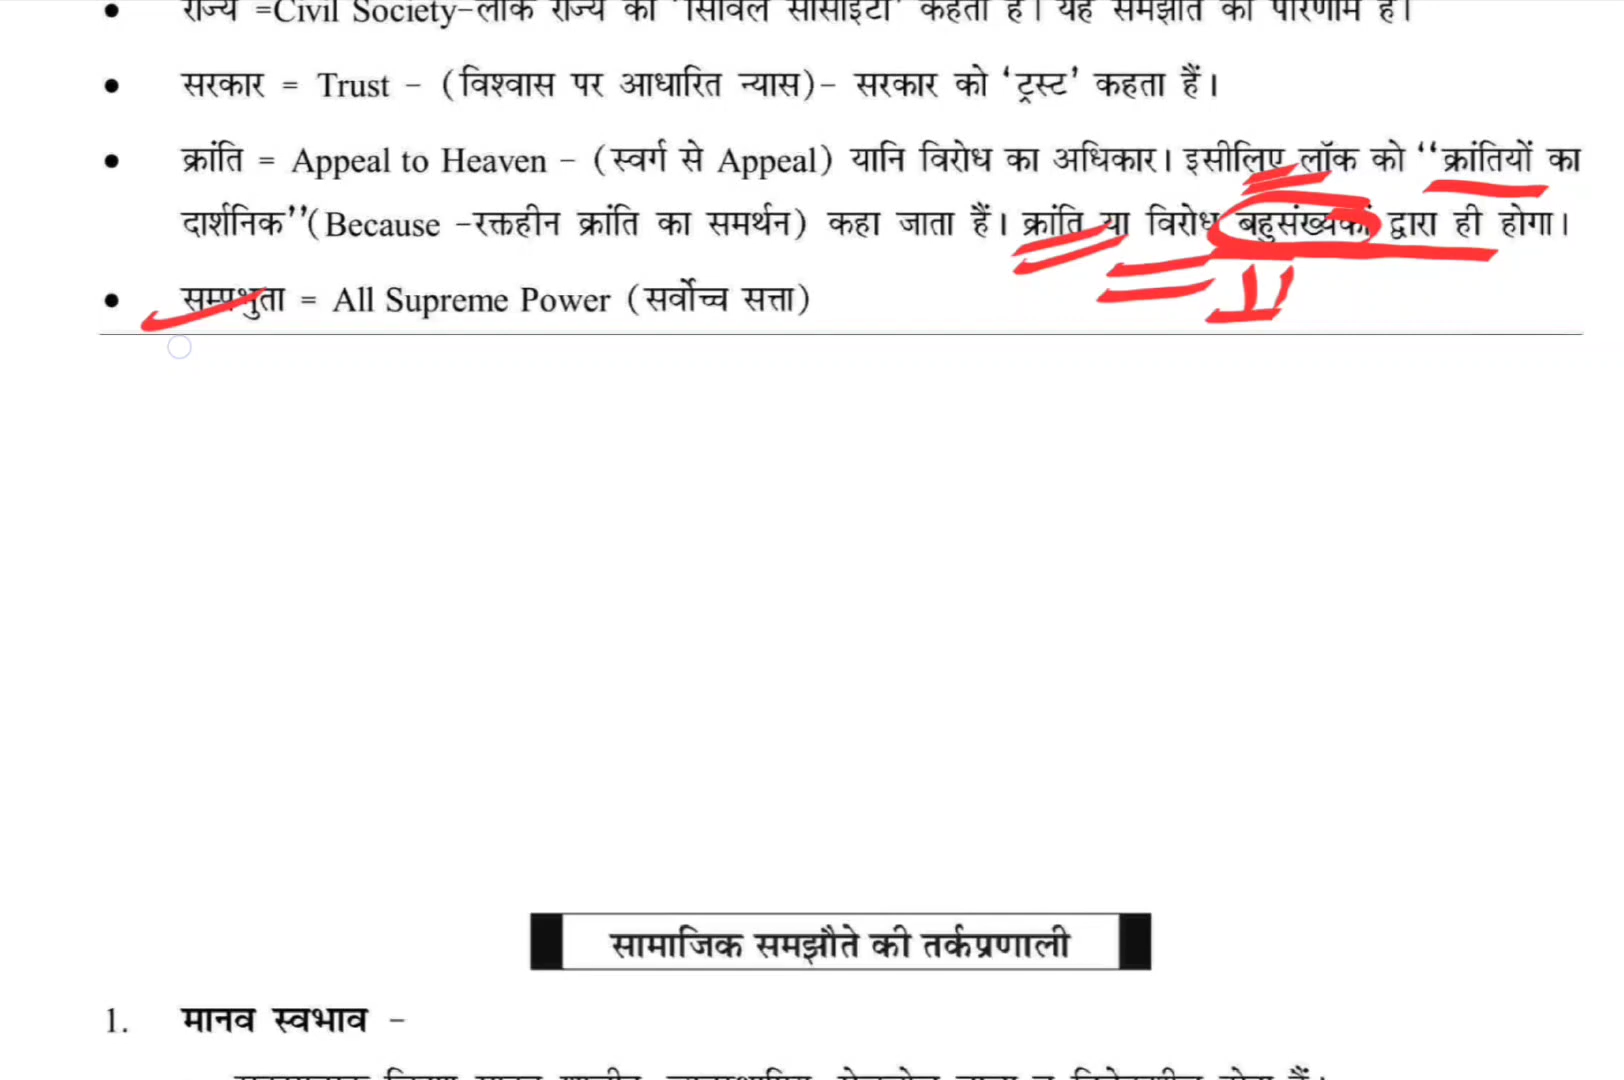 • राज्य =Civil Society-लॉक राज्य को 'सिविल सोसाइटी' कहता है। यह समझौते का परिणाम है।
• सरकार = Trust - (विश्वास पर आधारित न्यास)- सरकार को 'ट्रस्ट' कहता हैं।
• क्रांति = Appeal to Heaven - (स्वर्ग से Appeal) यानि विरोध का अधिकार। इसीलिए लॉक को "क्रांतियों का
दार्शनिक"(Because -रक्तहीन क्रांति का समर्थन) कहा जाता हैं। क्रांति या विरोध बहुसंख्यकों द्वारा ही होगा।
• सम्प्रभुता = All Supreme Power (सर्वोच्च सत्ता)
सामाजिक समझौते की तर्कप्रणाली
1. मानव स्वभाव -